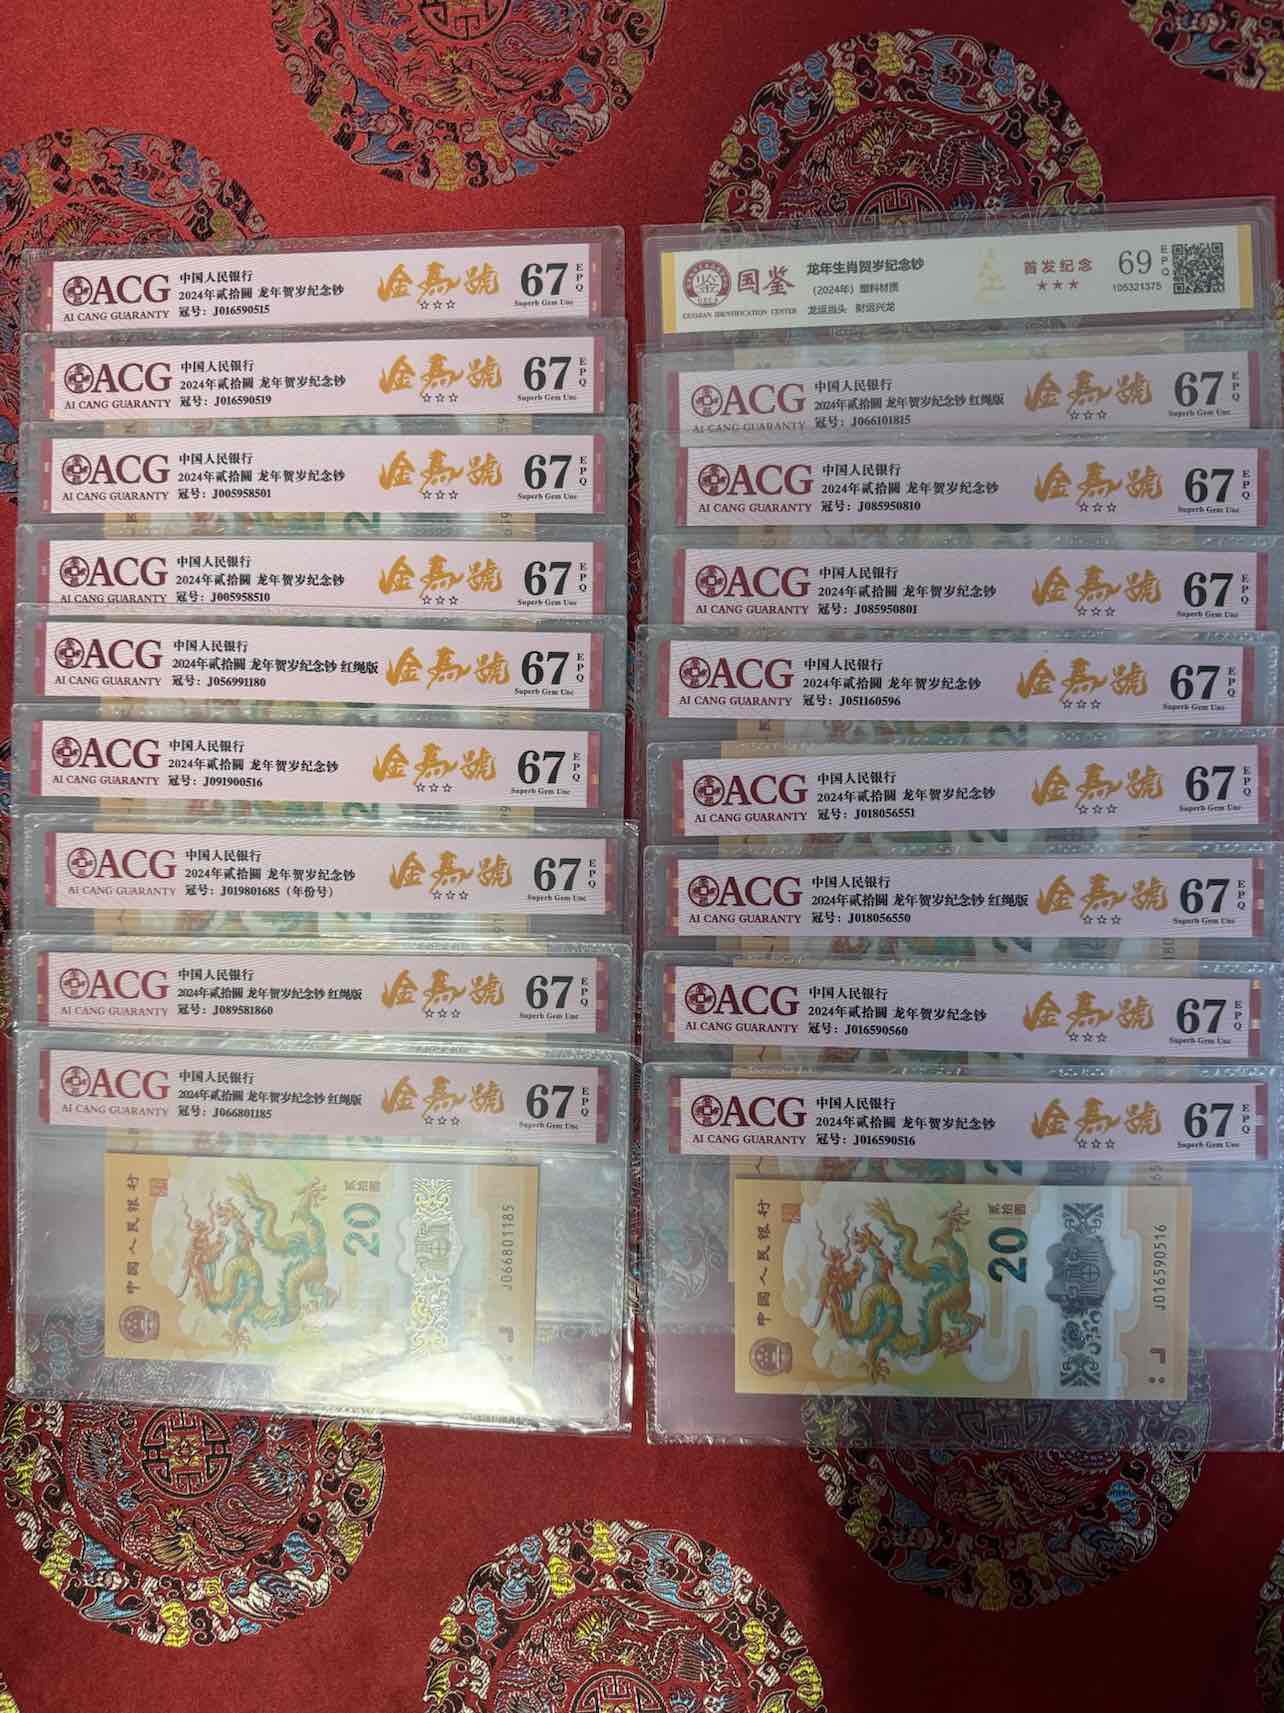 ACG
AI CANG GUARANTY
中国人民银行
2024年贰拾圆 龙年贺岁纪念钞
冠号：J016590515
金馬號
☆☆☆
67
EPQ
Superb Gem Unc
ACG
AI CANG GUARANTY
中国人民银行
2024年贰拾圆 龙年贺岁纪念钞
冠号：J016590519
金馬號
☆☆☆
67
EPQ
Superb Gem Unc
ACG
AI CANG GUARANTY
中国人民银行
2024年贰拾圆 龙年贺岁纪念钞
冠号：J005958501
金馬號
☆☆☆
67
EPQ
Superb Gem Unc
ACG
AI CANG GUARANTY
中国人民银行
2024年贰拾圆 龙年贺岁纪念钞
冠号：J005958510
金馬號
☆☆☆
67
EPQ
Superb Gem Unc
ACG
AI CANG GUARANTY
中国人民银行
2024年贰拾圆 龙年贺岁纪念钞 红绳版
冠号：J056991180
金馬號
☆☆☆
67
EPQ
Superb Gem Unc
ACG
AI CANG GUARANTY
中国人民银行
2024年贰拾圆 龙年贺岁纪念钞
冠号：J091900516
金馬號
☆☆☆
67
EPQ
Superb Gem Unc
ACG
AI CANG GUARANTY
中国人民银行
2024年贰拾圆 龙年贺岁纪念钞
冠号：J019801685（年份号）
金馬號
☆☆☆
67
EPQ
Superb Gem Unc
ACG
AI CANG GUARANTY
中国人民银行
2024年贰拾圆 龙年贺岁纪念钞 红绳版
冠号：J089581860
金馬號
☆☆☆
67
EPQ
Superb Gem Unc
ACG
AI CANG GUARANTY
中国人民银行
2024年贰拾圆 龙年贺岁纪念钞 红绳版
冠号：J066801185
金馬號
☆☆☆
67
EPQ
Superb Gem Unc
中国人民银行
贰拾圆
20
J066801185
国鉴
GUOJIAN IDENTIFICATION CENTER
龙年生肖贺岁纪念钞
（2024年）塑料材质
龙运当头 财运兴龙
首发纪念
★★★
69
EPQ
105321375
ACG
AI CANG GUARANTY
中国人民银行
2024年贰拾圆 龙年贺岁纪念钞 红绳版
冠号：J066101815
金馬號
☆☆☆
67
EPQ
Superb Gem Unc
ACG
AI CANG GUARANTY
中国人民银行
2024年贰拾圆 龙年贺岁纪念钞
冠号：J085950810
金馬號
☆☆☆
67
EPQ
Superb Gem Unc
ACG
AI CANG GUARANTY
中国人民银行
2024年贰拾圆 龙年贺岁纪念钞
冠号：J085950801
金馬號
☆☆☆
67
EPQ
Superb Gem Unc
ACG
AI CANG GUARANTY
中国人民银行
2024年贰拾圆 龙年贺岁纪念钞
冠号：J051160596
金馬號
☆☆☆
67
EPQ
Superb Gem Unc
ACG
AI CANG GUARANTY
中国人民银行
2024年贰拾圆 龙年贺岁纪念钞
冠号：J018056551
金馬號
☆☆☆
67
EPQ
Superb Gem Unc
ACG
AI CANG GUARANTY
中国人民银行
2024年贰拾圆 龙年贺岁纪念钞 红绳版
冠号：J018056550
金馬號
☆☆☆
67
EPQ
Superb Gem Unc
ACG
AI CANG GUARANTY
中国人民银行
2024年贰拾圆 龙年贺岁纪念钞
冠号：J016590560
金馬號
☆☆☆
67
EPQ
Superb Gem Unc
ACG
AI CANG GUARANTY
中国人民银行
2024年贰拾圆 龙年贺岁纪念钞
冠号：J016590516
金馬號
☆☆☆
67
EPQ
Superb Gem Unc
中国人民银行
贰拾圆
20
J016590516